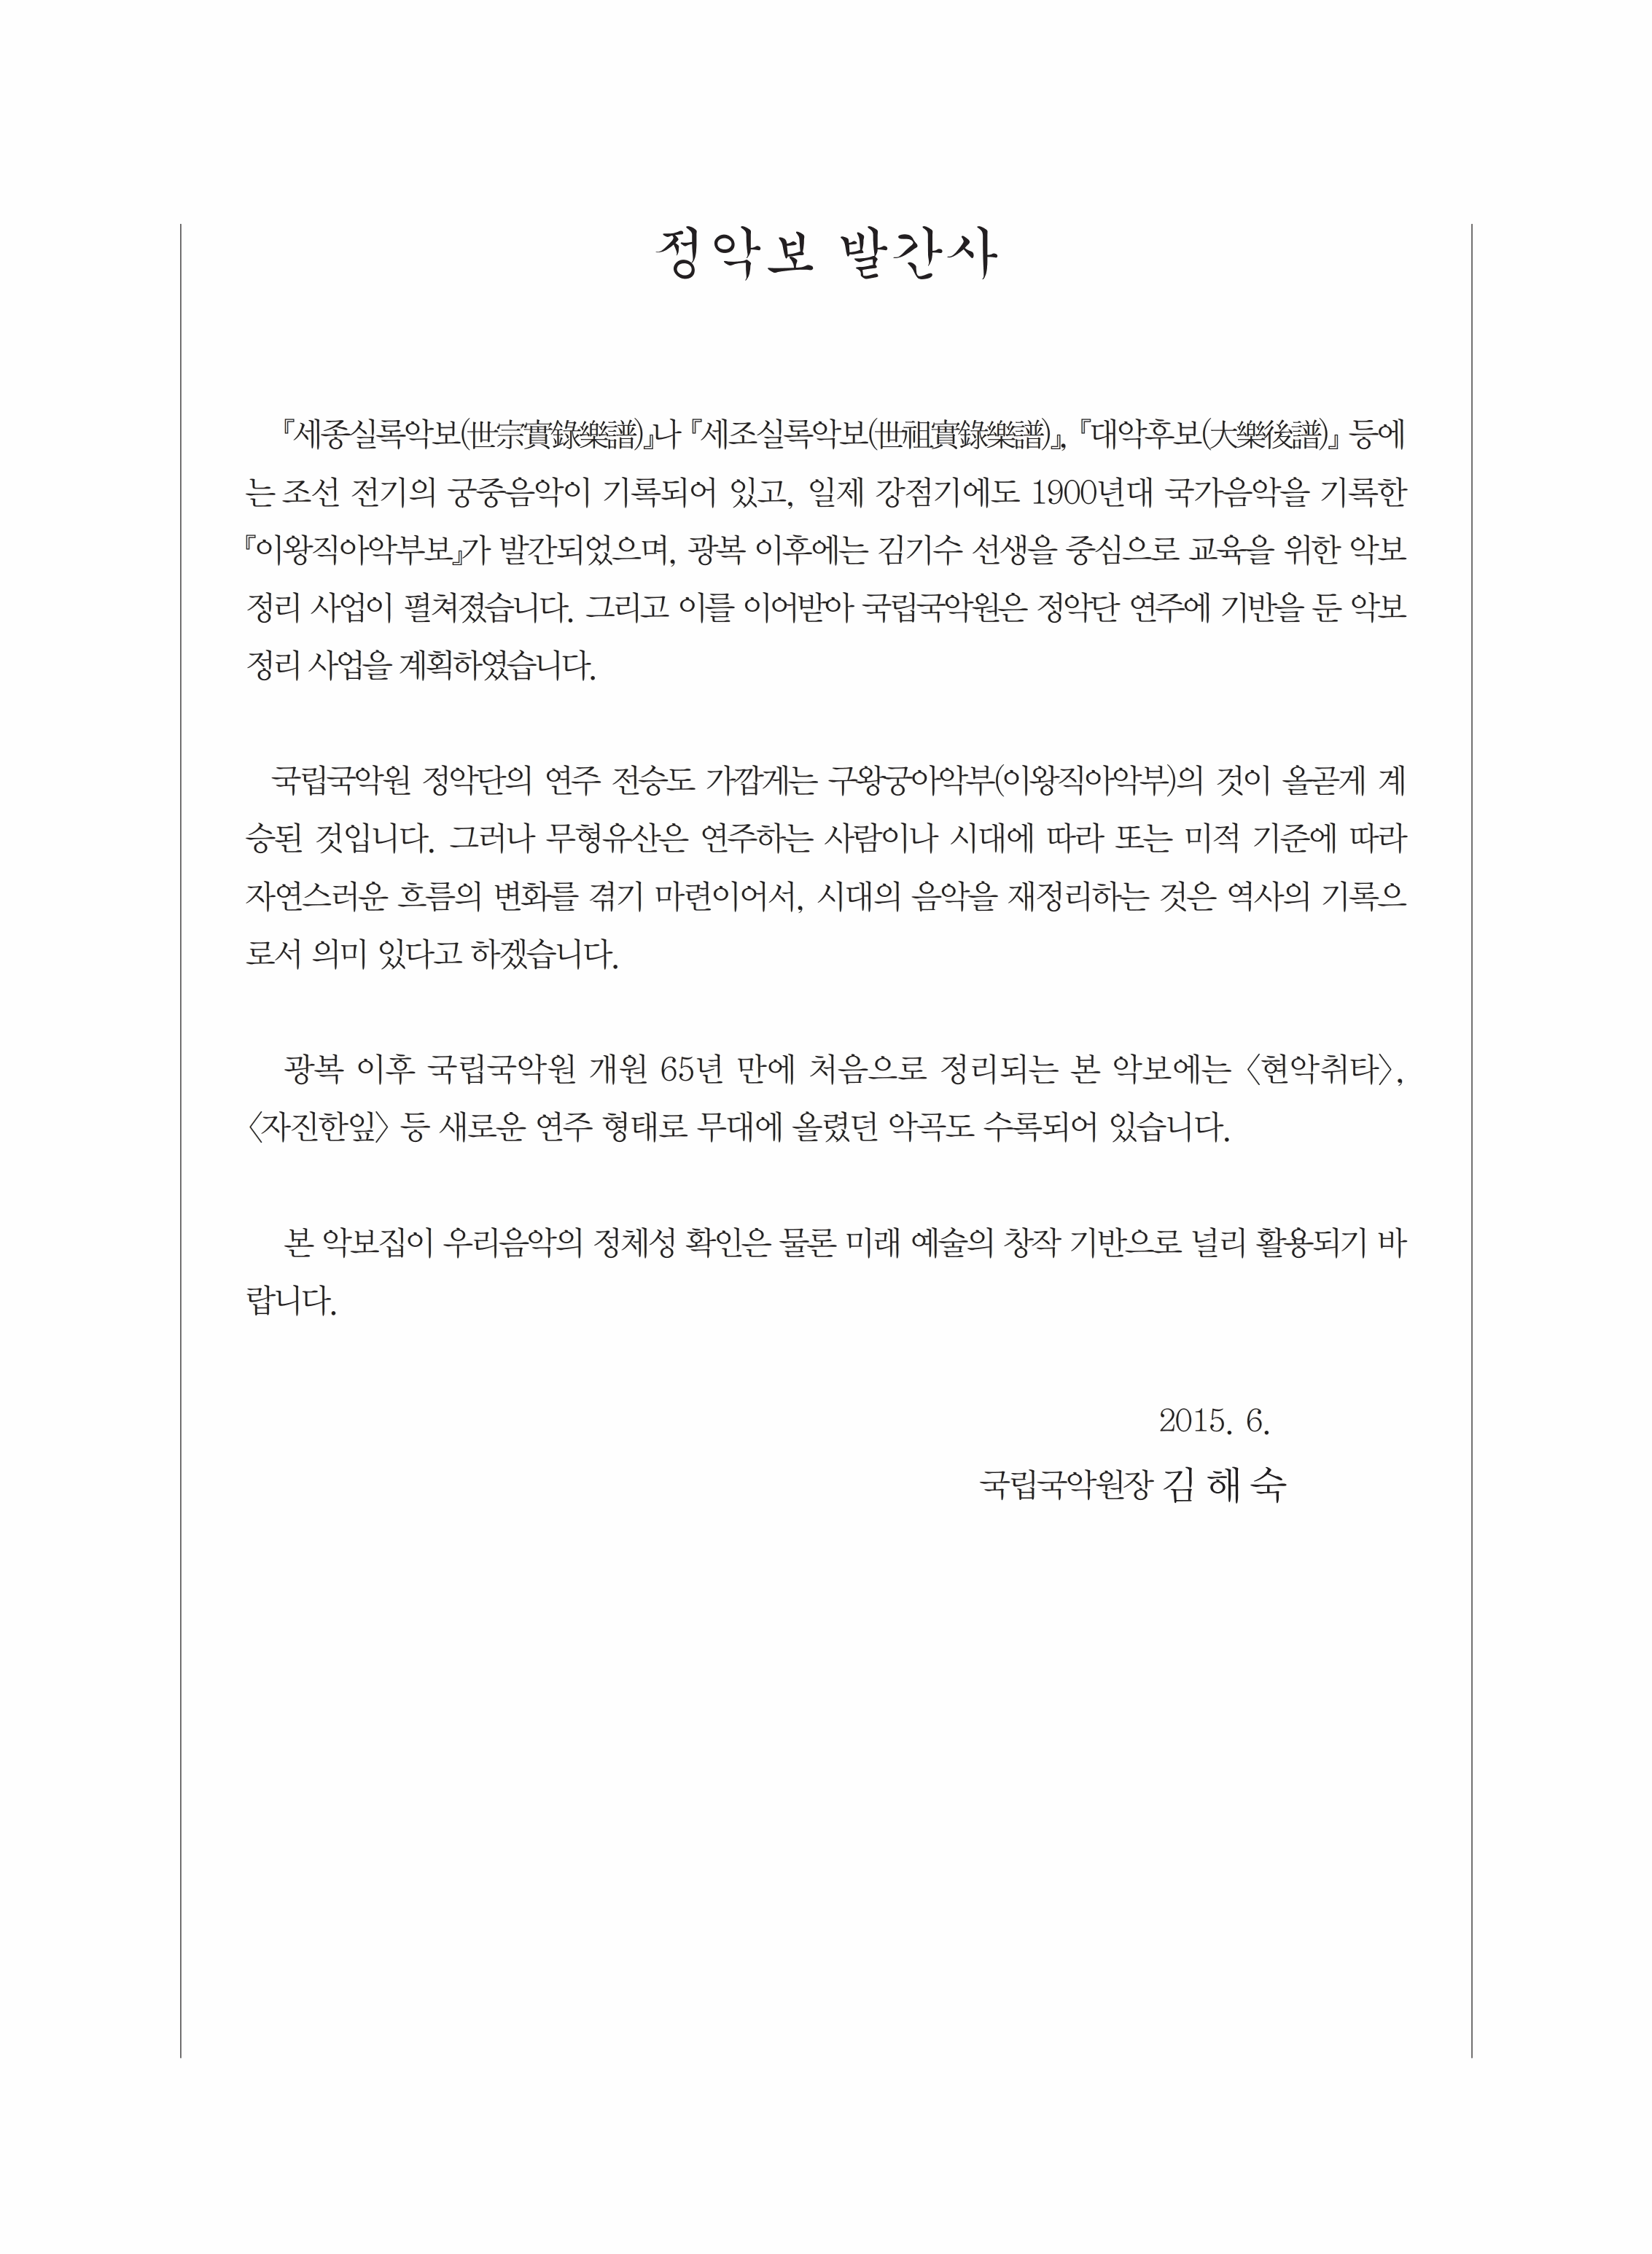 정악보 발간사
『세종실록악보(世宗實錄樂譜)』나 『세조실록악보(世祖實錄樂譜)』, 『대악후보(大樂後譜)』 등에
는 조선 전기의 궁중음악이 기록되어 있고, 일제 강점기에도 1900년대 국가음악을 기록한
『이왕직아악부보』가 발간되었으며, 광복 이후에는 김기수 선생을 중심으로 교육을 위한 악보
정리 사업이 펼쳐졌습니다. 그리고 이를 이어받아 국립국악원은 정악단 연주에 기반을 둔 악보
정리 사업을 계획하였습니다.
국립국악원 정악단의 연주 전승도 가깝게는 구왕궁아악부(이왕직아악부)의 것이 올곧게 계
승된 것입니다. 그러나 무형유산은 연주하는 사람이나 시대에 따라 또는 미적 기준에 따라
자연스러운 흐름의 변화를 겪기 마련이어서, 시대의 음악을 재정리하는 것은 역사의 기록으
로서 의미 있다고 하겠습니다.
광복 이후 국립국악원 개원 65년 만에 처음으로 정리되는 본 악보에는 〈현악취타〉,
〈자진한잎〉 등 새로운 연주 형태로 무대에 올렸던 악곡도 수록되어 있습니다.
본 악보집이 우리음악의 정체성 확인은 물론 미래 예술의 창작 기반으로 널리 활용되기 바
랍니다.
2015. 6.
국립국악원장 김 해 숙